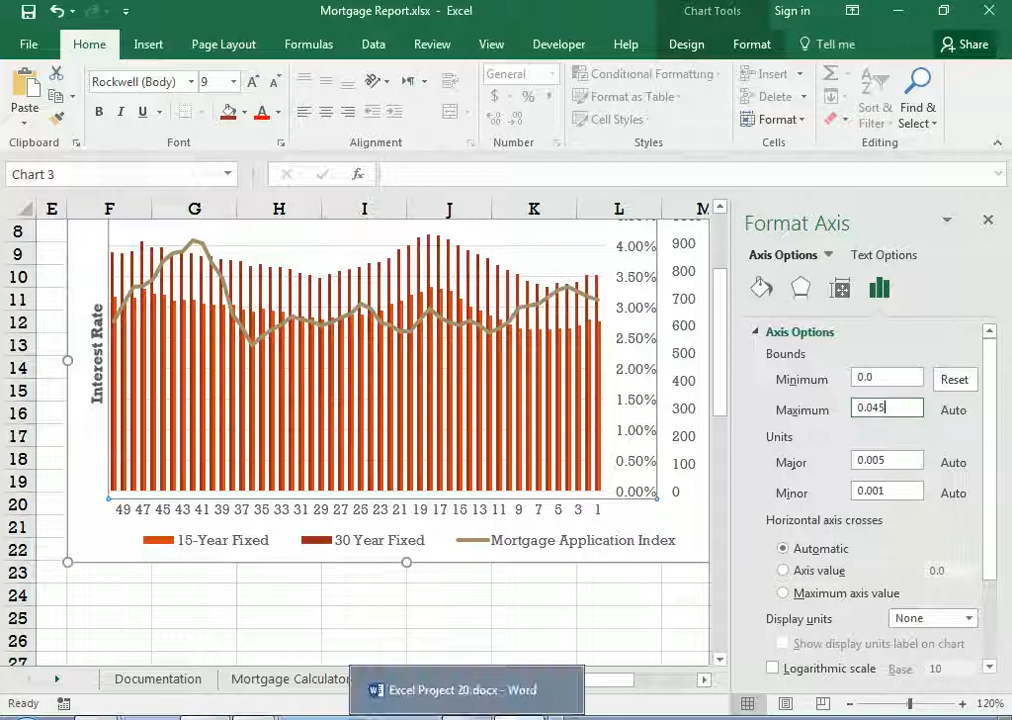 Mortgage Report.xlsx - Excel
Chart Tools
Sign in
File
Home
Insert
Page Layout
Formulas
Data
Review
View
Developer
Help
Design
Format
Tell me
Share
Paste
Rockwell (Body)
9
General
Conditional Formatting
Format as Table
Cell Styles
Insert
Delete
Format
Sort & Filter
Find & Select
Clipboard
Font
Alignment
Number
Styles
Cells
Editing
Chart 3
fx
E F G H I J K L M
8
9
10
11
12
13
14
15
16
17
18
19
20
21
22
23
24
25
26
27
Interest Rate
4.00%
3.50%
3.00%
2.50%
2.00%
1.50%
1.00%
0.50%
0.00%
900
800
700
600
500
400
300
200
100
0
49 47 45 43 41 39 37 35 33 31 29 27 25 23 21 19 17 15 13 11 9 7 5 3 1
15-Year Fixed
30 Year Fixed
Mortgage Application Index
Format Axis
Axis Options
Text Options
Axis Options
Bounds
Minimum 0.0 Reset
Maximum 0.045 Auto
Units
Major 0.005 Auto
Minor 0.001 Auto
Horizontal axis crosses
Automatic
Axis value 0.0
Maximum axis value
Display units None
Show display units label on chart
Logarithmic scale Base 10
Documentation
Mortgage Calculator
Excel Project 20.docx - Word
Ready
120%